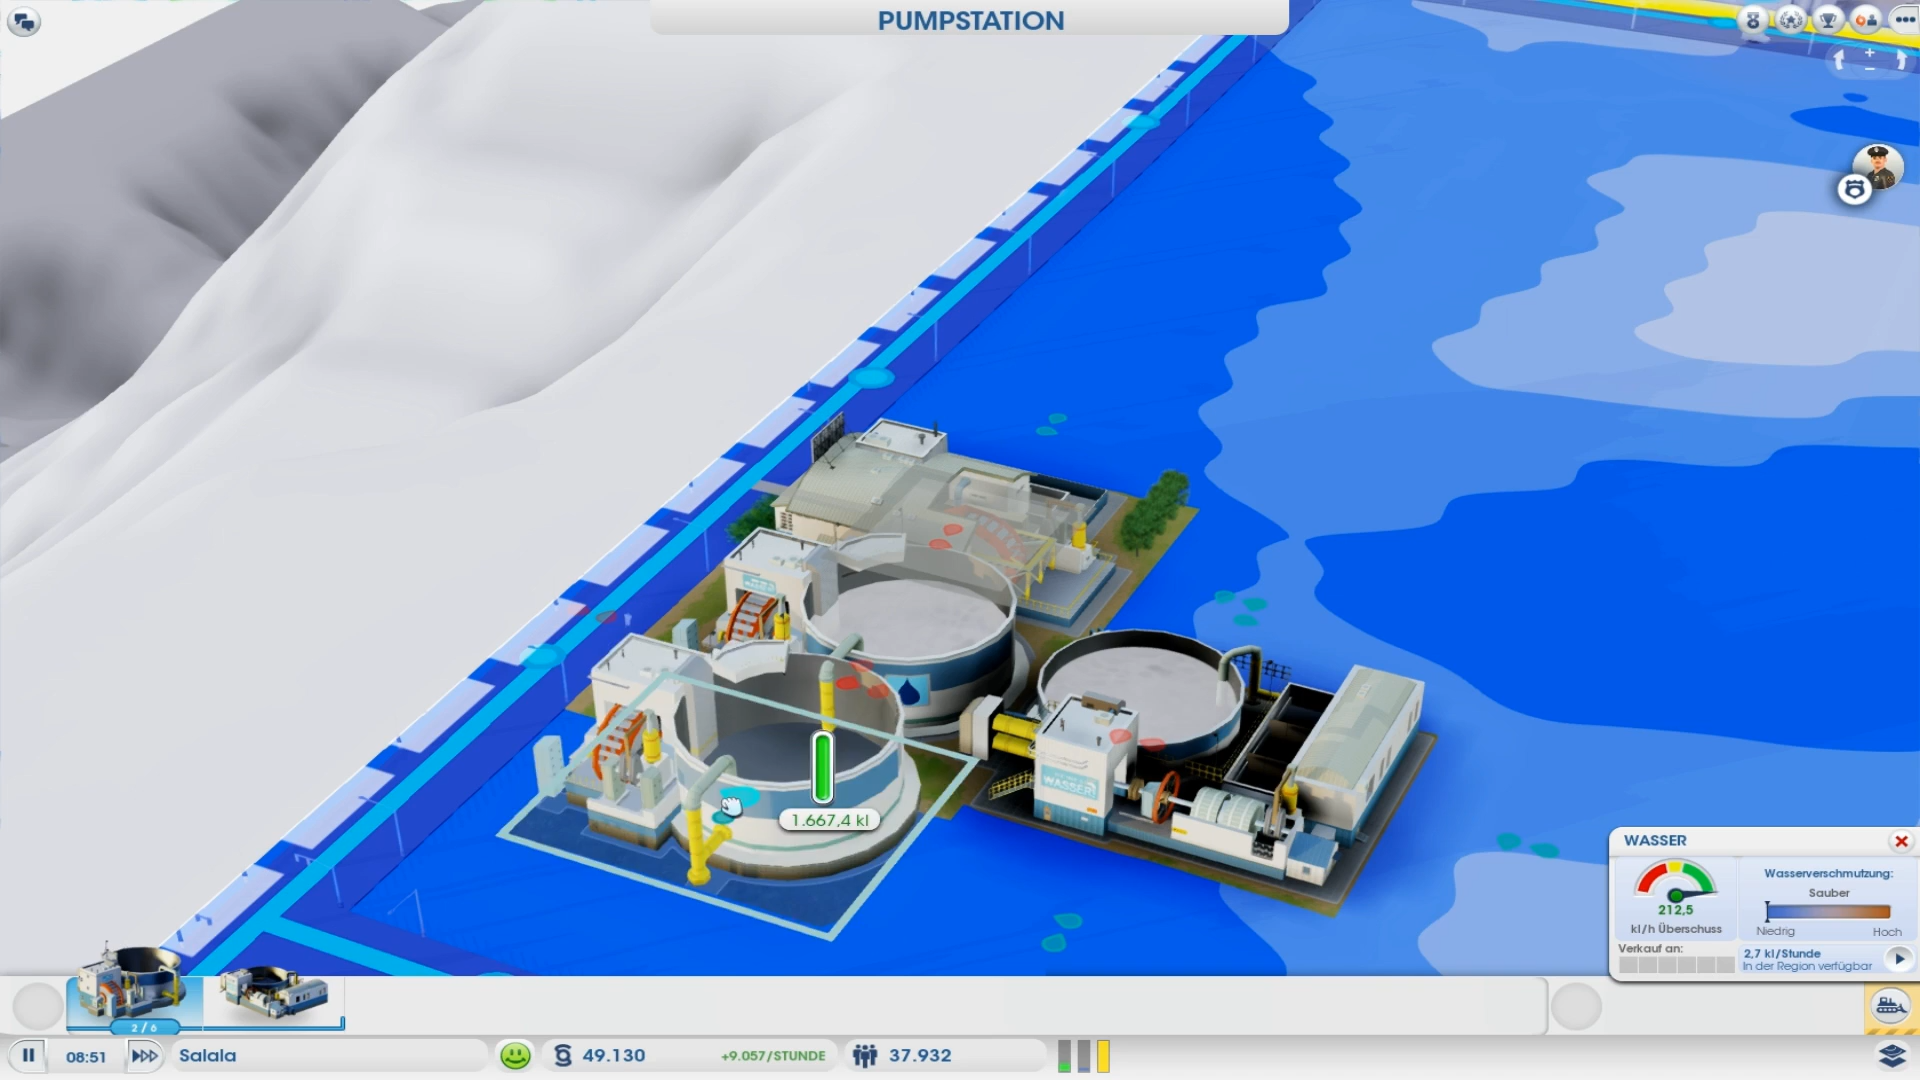 PUMPSTATION
WASSER!
1.667,4 kl
WASSER
212,5
kl/h Überschuss
Wasserverschmutzung:
Sauber
Niedrig
Hoch
Verkauf an:
2,7 kl/Stunde
In der Region verfügbar
2 / 6
08:51
Salala
49.130
+9.057/STUNDE
37.932